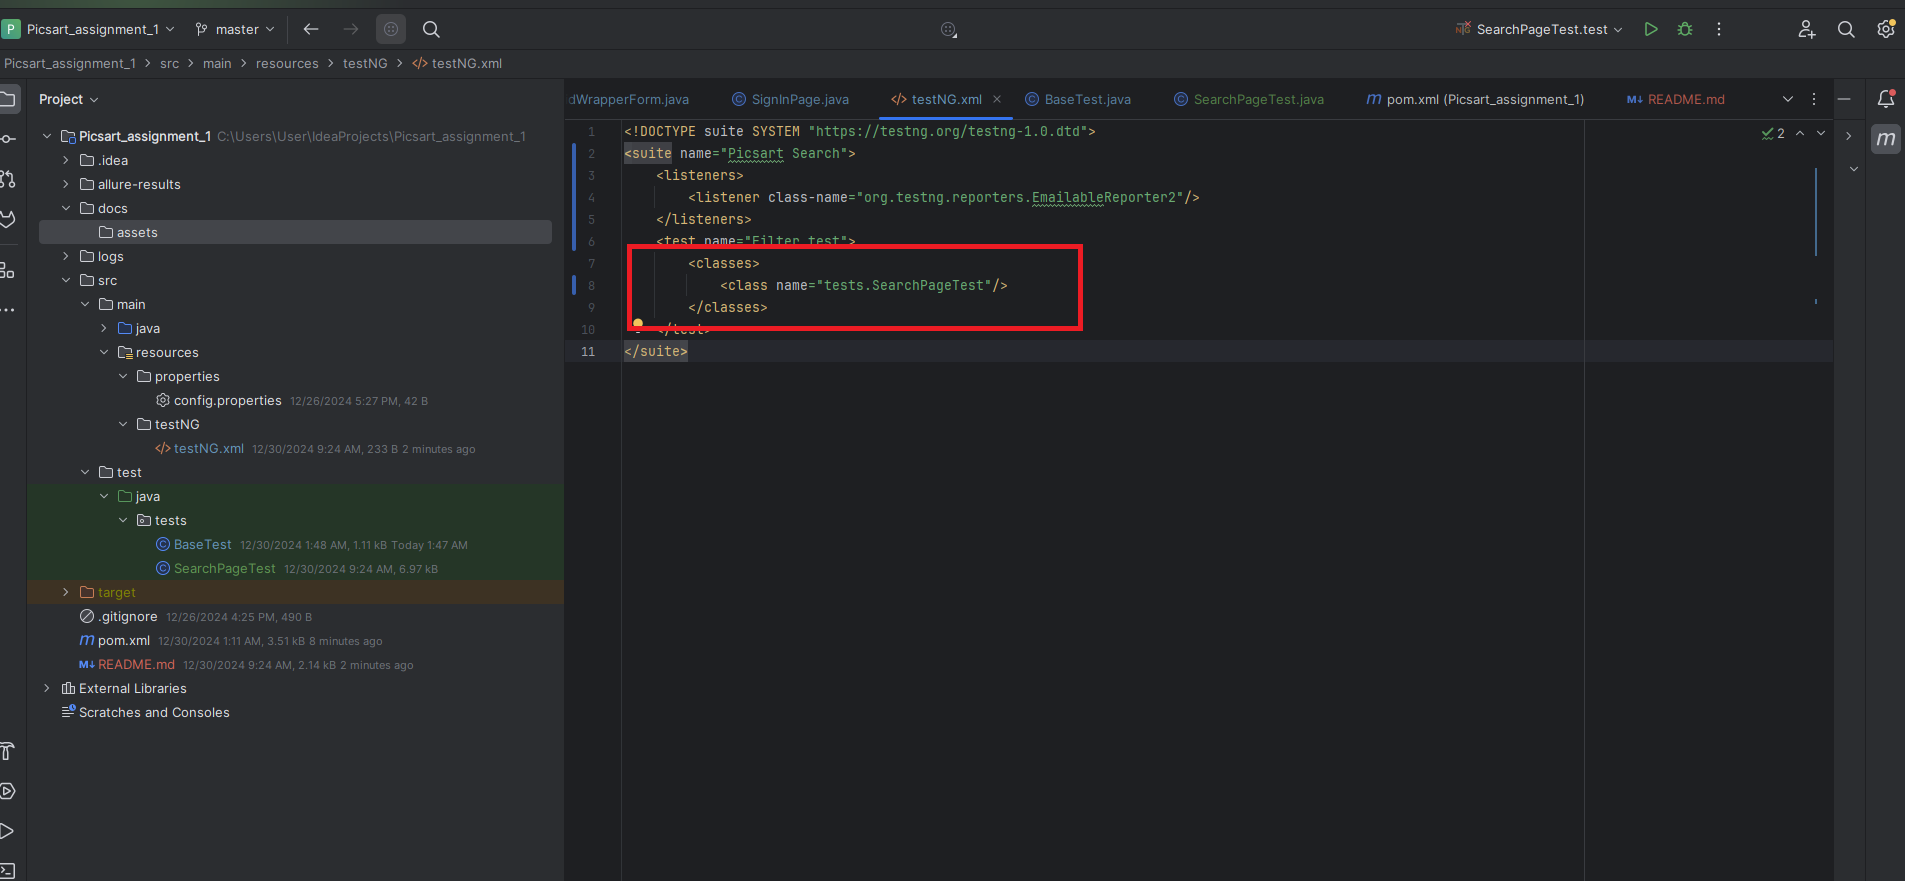 P Picsart_assignment_1 master SearchPageTest.test
Picsart_assignment_1 > src > main > resources > testNG > </> testNG.xml
Project
Picsart_assignment_1 C:\Users\User\IdeaProjects\Picsart_assignment_1
.idea
allure-results
docs
assets
logs
src
main
java
resources
properties
config.properties 12/26/2024 5:27 PM, 42 B
testNG
</> testNG.xml 12/30/2024 9:24 AM, 233 B 2 minutes ago
test
java
tests
BaseTest 12/30/2024 1:48 AM, 1.11 kB Today 1:47 AM
SearchPageTest 12/30/2024 9:24 AM, 6.97 kB
target
.gitignore 12/26/2024 4:25 PM, 490 B
m pom.xml 12/30/2024 1:11 AM, 3.51 kB 8 minutes ago
M↓ README.md 12/30/2024 9:24 AM, 2.14 kB 2 minutes ago
External Libraries
Scratches and Consoles
dWrapperForm.java SignInPage.java </> testNG.xml BaseTest.java SearchPageTest.java m pom.xml (Picsart_assignment_1) M↓ README.md
1 <!DOCTYPE suite SYSTEM "https://testng.org/testng-1.0.dtd">
2 <suite name="Picsart Search">
3 <listeners>
4 <listener class-name="org.testng.reporters.EmailableReporter2"/>
5 </listeners>
6 <test name="Filter test">
7 <classes>
8 <class name="tests.SearchPageTest"/>
9 </classes>
10 </test>
11 </suite>
2
m